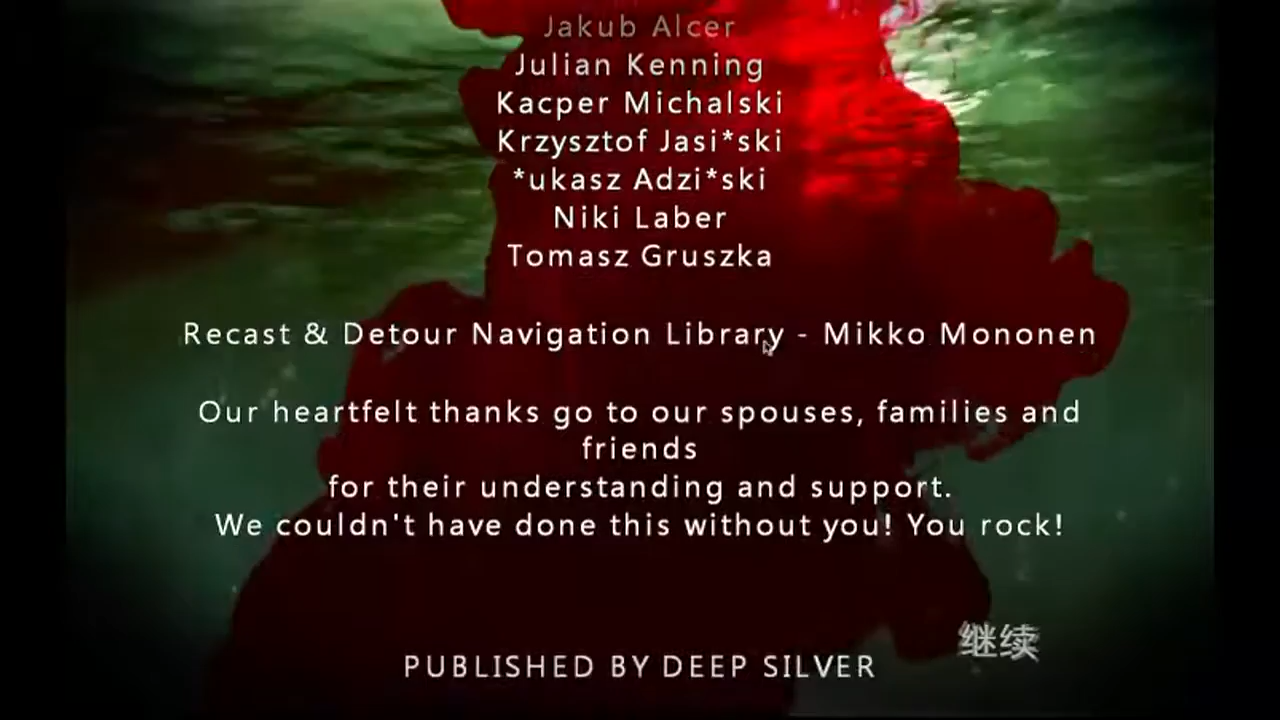 Jakub Alcer
Julian Kenning
Kacper Michalski
Krzysztof Jasi*ski
*ukasz Adzi*ski
Niki Laber
Tomasz Gruszka
Recast & Detour Navigation Library - Mikko Mononen
Our heartfelt thanks go to our spouses, families and
friends
for their understanding and support.
We couldn't have done this without you! You rock!
继续
PUBLISHED BY DEEP SILVER